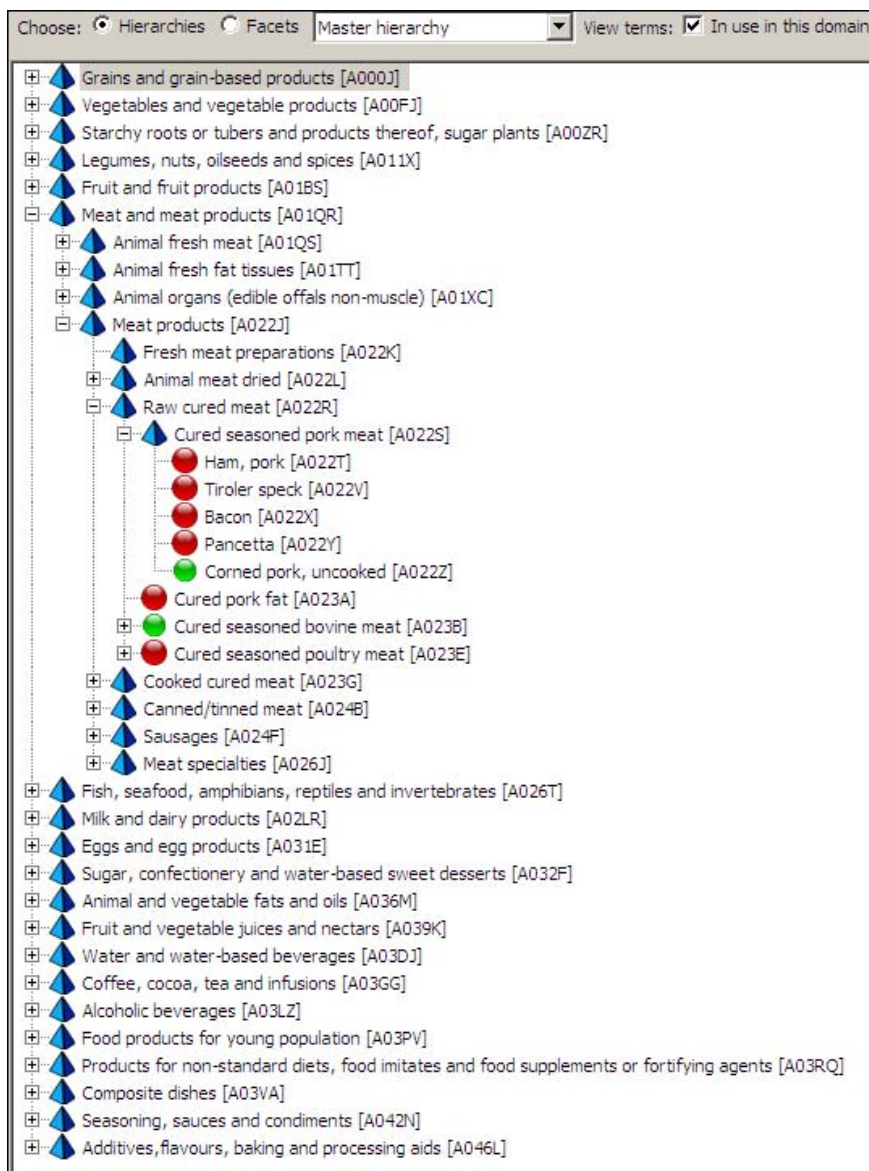 Choose: Hierarchies Facets Master hierarchy View terms: In use in this domain
Grains and grain-based products [A000J]
Vegetables and vegetable products [A00FJ]
Starchy roots or tubers and products thereof, sugar plants [A00ZR]
Legumes, nuts, oilseeds and spices [A011X]
Fruit and fruit products [A01BS]
Meat and meat products [A01QR]
Animal fresh meat [A01QS]
Animal fresh fat tissues [A01TT]
Animal organs (edible offals non-muscle) [A01XC]
Meat products [A022J]
Fresh meat preparations [A022K]
Animal meat dried [A022L]
Raw cured meat [A022R]
Cured seasoned pork meat [A022S]
Ham, pork [A022T]
Tiroler speck [A022V]
Bacon [A022X]
Pancetta [A022Y]
Corned pork, uncooked [A022Z]
Cured pork fat [A023A]
Cured seasoned bovine meat [A023B]
Cured seasoned poultry meat [A023E]
Cooked cured meat [A023G]
Canned/tinned meat [A024B]
Sausages [A024F]
Meat specialties [A026J]
Fish, seafood, amphibians, reptiles and invertebrates [A026T]
Milk and dairy products [A02LR]
Eggs and egg products [A031E]
Sugar, confectionery and water-based sweet desserts [A032F]
Animal and vegetable fats and oils [A036M]
Fruit and vegetable juices and nectars [A039K]
Water and water-based beverages [A03DJ]
Coffee, cocoa, tea and infusions [A03GG]
Alcoholic beverages [A03LZ]
Food products for young population [A03PV]
Products for non-standard diets, food imitates and food supplements or fortifying agents [A03RQ]
Composite dishes [A03VA]
Seasoning, sauces and condiments [A042N]
Additives,flavours, baking and processing aids [A046L]